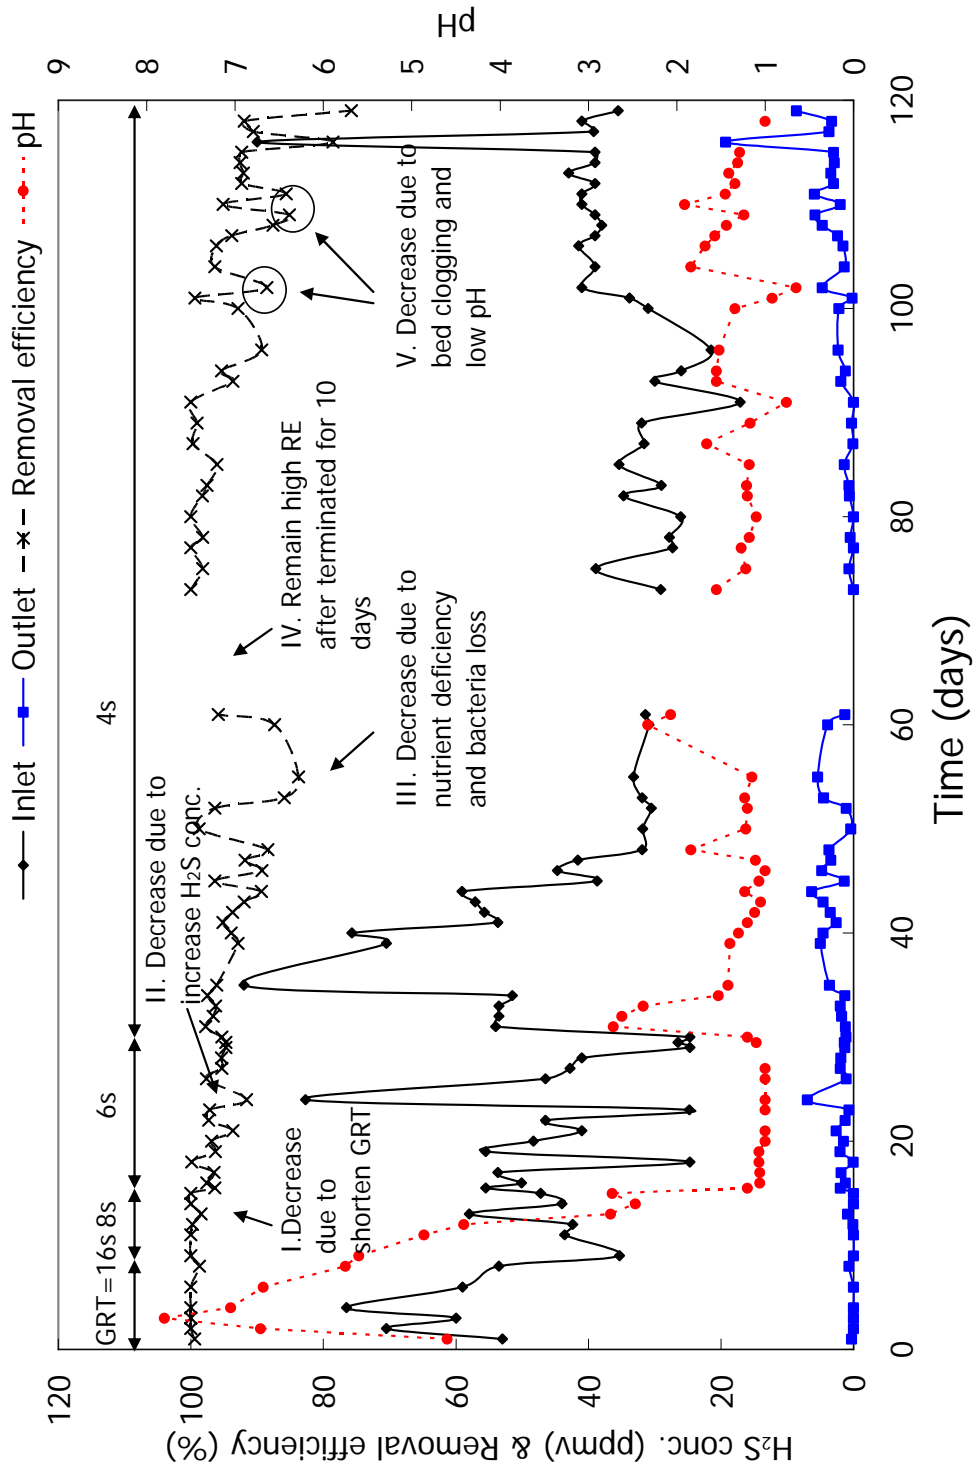 Inlet Outlet Removal efficiency pH
GRT=16s 8s 6s 4s
II. Decrease due to
increase H2S conc.
I.Decrease
due to
shorten GRT
III. Decrease due to
nutrient deficiency
and bacteria loss
IV. Remain high RE
after terminated for 10
days
V. Decrease due to
bed clogging and
low pH
H2S conc. (ppmv) & Removal efficiency (%)
120
100
80
60
40
20
0
pH
9
8
7
6
5
4
3
2
1
0
0 20 40 60 80 100 120
Time (days)